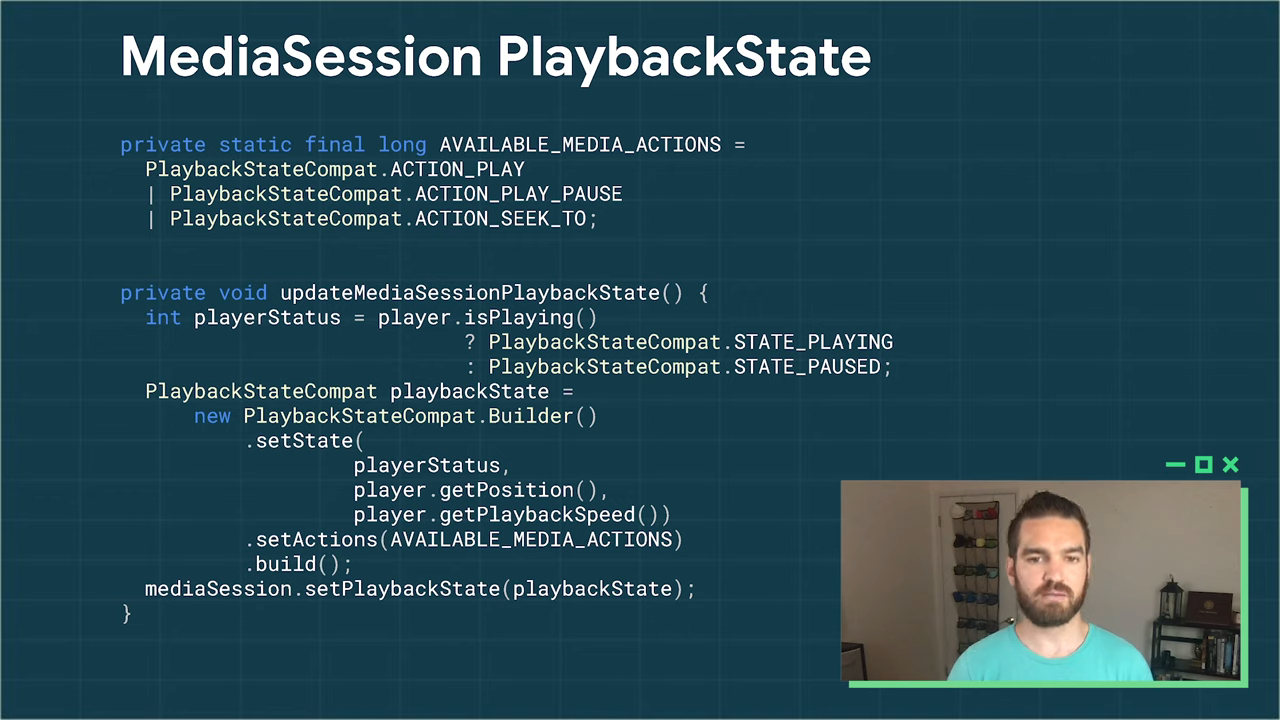 MediaSession PlaybackState
private static final long AVAILABLE_MEDIA_ACTIONS =
PlaybackStateCompat.ACTION_PLAY
| PlaybackStateCompat.ACTION_PLAY_PAUSE
| PlaybackStateCompat.ACTION_SEEK_TO;
private void updateMediaSessionPlaybackState() {
int playerStatus = player.isPlaying()
? PlaybackStateCompat.STATE_PLAYING
: PlaybackStateCompat.STATE_PAUSED;
PlaybackStateCompat playbackState =
new PlaybackStateCompat.Builder()
.setState(
playerStatus,
player.getPosition(),
player.getPlaybackSpeed())
.setActions(AVAILABLE_MEDIA_ACTIONS)
.build();
mediaSession.setPlaybackState(playbackState);
}